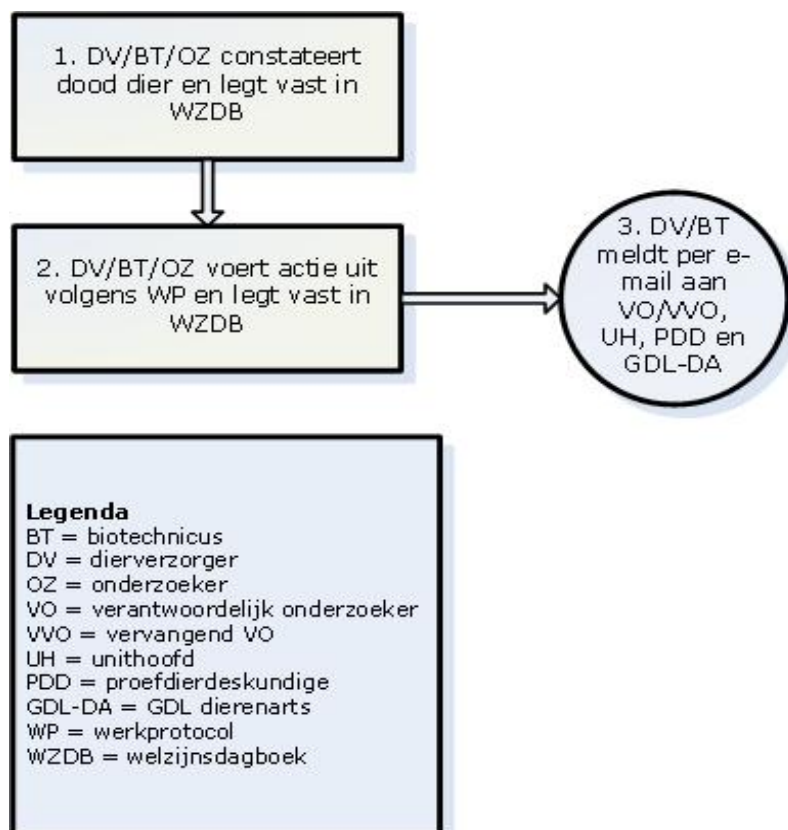 1. DV/BT/OZ constateert
dood dier en legt vast in
WZDB
2. DV/BT/OZ voert actie uit
volgens WP en legt vast in
WZDB
3. DV/BT
meldt per e-
mail aan
VO/VVO,
UH, PDD en
GDL-DA
Legenda
BT = biotechnicus
DV = dierverzorger
OZ = onderzoeker
VO = verantwoordelijk onderzoeker
VVO = vervangend VO
UH = unithoofd
PDD = proefdierdeskundige
GDL-DA = GDL dierenarts
WP = werkprotocol
WZDB = welzijnsdagboek